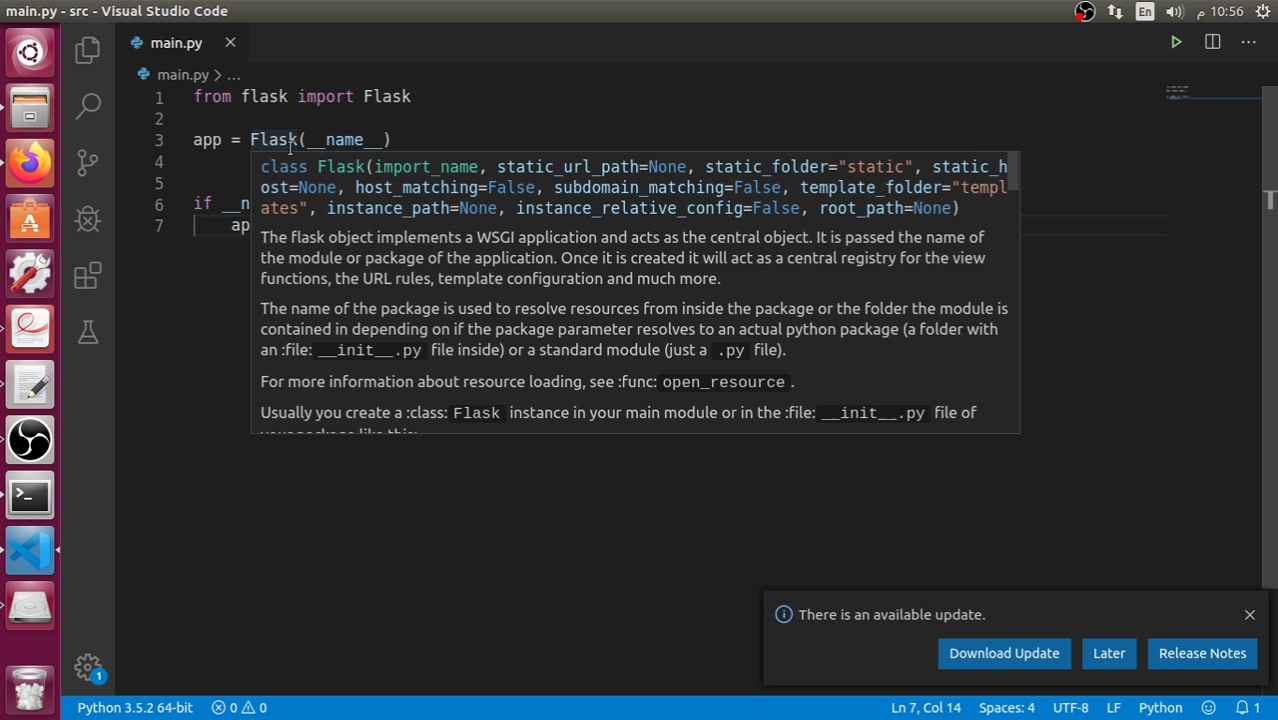 main.py - src - Visual Studio Code
En
10:56 م
main.py
main.py > ...
1 from flask import Flask
2
3 app = Flask(__name__)
4
5
6 if __n
7 ap
class Flask(import_name, static_url_path=None, static_folder="static", static_h
ost=None, host_matching=False, subdomain_matching=False, template_folder="templ
ates", instance_path=None, instance_relative_config=False, root_path=None)
The flask object implements a WSGI application and acts as the central object. It is passed the name of
the module or package of the application. Once it is created it will act as a central registry for the view
functions, the URL rules, template configuration and much more.
The name of the package is used to resolve resources from inside the package or the folder the module is
contained in depending on if the package parameter resolves to an actual python package (a folder with
an :file: __init__.py file inside) or a standard module (just a .py file).
For more information about resource loading, see :func: open_resource .
Usually you create a :class: Flask instance in your main module or in the :file: __init__.py file of
your package like this:
There is an available update.
Download Update Later Release Notes
1
Python 3.5.2 64-bit 0 0 Ln 7, Col 14 Spaces: 4 UTF-8 LF Python 1